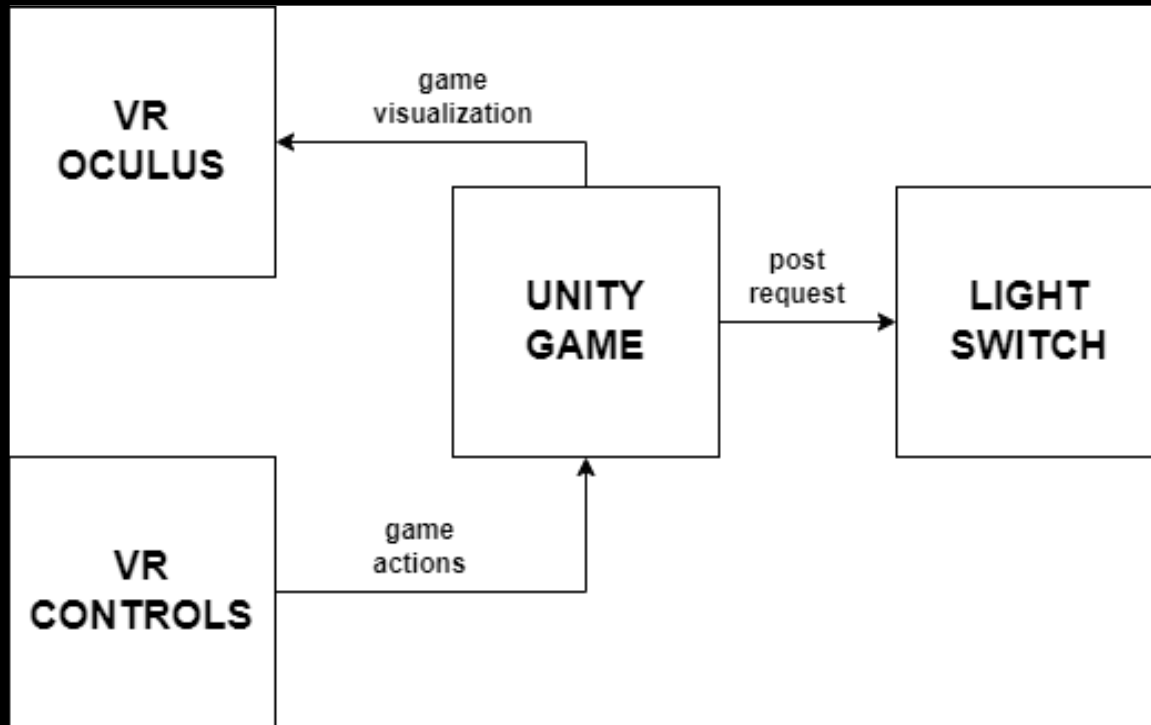 VR
OCULUS
game
visualization
UNITY
GAME
post
request
LIGHT
SWITCH
VR
CONTROLS
game
actions